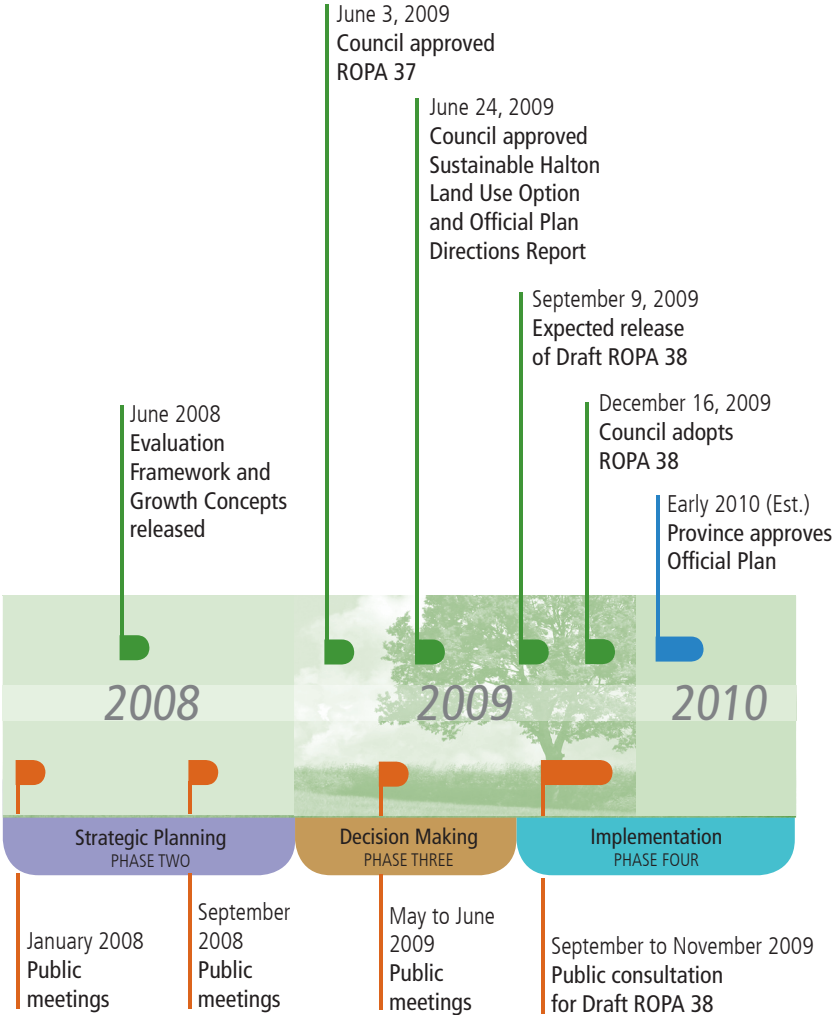 June 3, 2009
Council approved
ROPA 37
June 24, 2009
Council approved
Sustainable Halton
Land Use Option
and Official Plan
Directions Report
September 9, 2009
Expected release
of Draft ROPA 38
December 16, 2009
Council adopts
ROPA 38
June 2008
Evaluation
Framework and
Growth Concepts
released
Early 2010 (Est.)
Province approves
Official Plan
2008
2009
2010
Strategic Planning
PHASE TWO
Decision Making
PHASE THREE
Implementation
PHASE FOUR
January 2008
Public
meetings
September
2008
Public
meetings
May to June
2009
Public
meetings
September to November 2009
Public consultation
for Draft ROPA 38